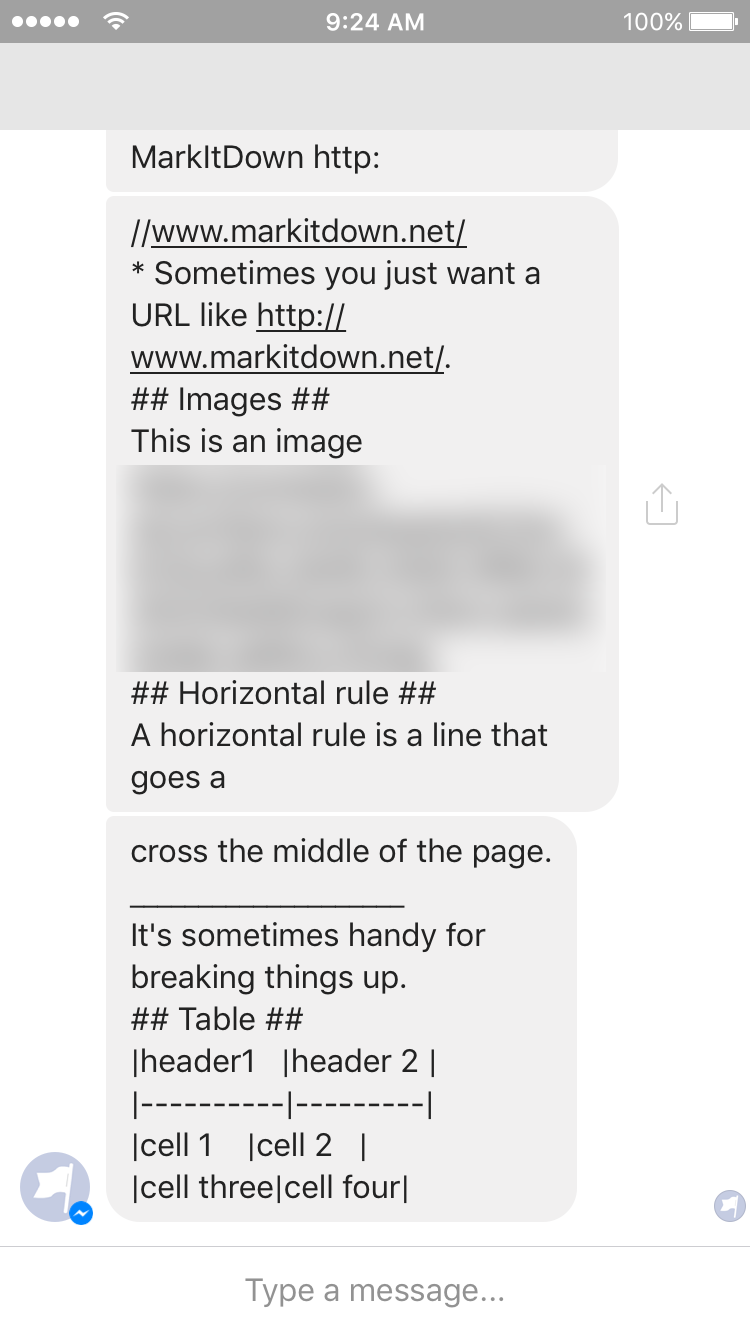 9:24 AM
100%
MarkItDown http:
//www.markitdown.net/
* Sometimes you just want a
URL like http://
www.markitdown.net/.
## Images ##
This is an image
## Horizontal rule ##
A horizontal rule is a line that
goes a
cross the middle of the page.
___________________
It's sometimes handy for
breaking things up.
## Table ##
|header1   |header 2 |
|----------|---------|
|cell 1    |cell 2   |
|cell three|cell four|
Type a message...